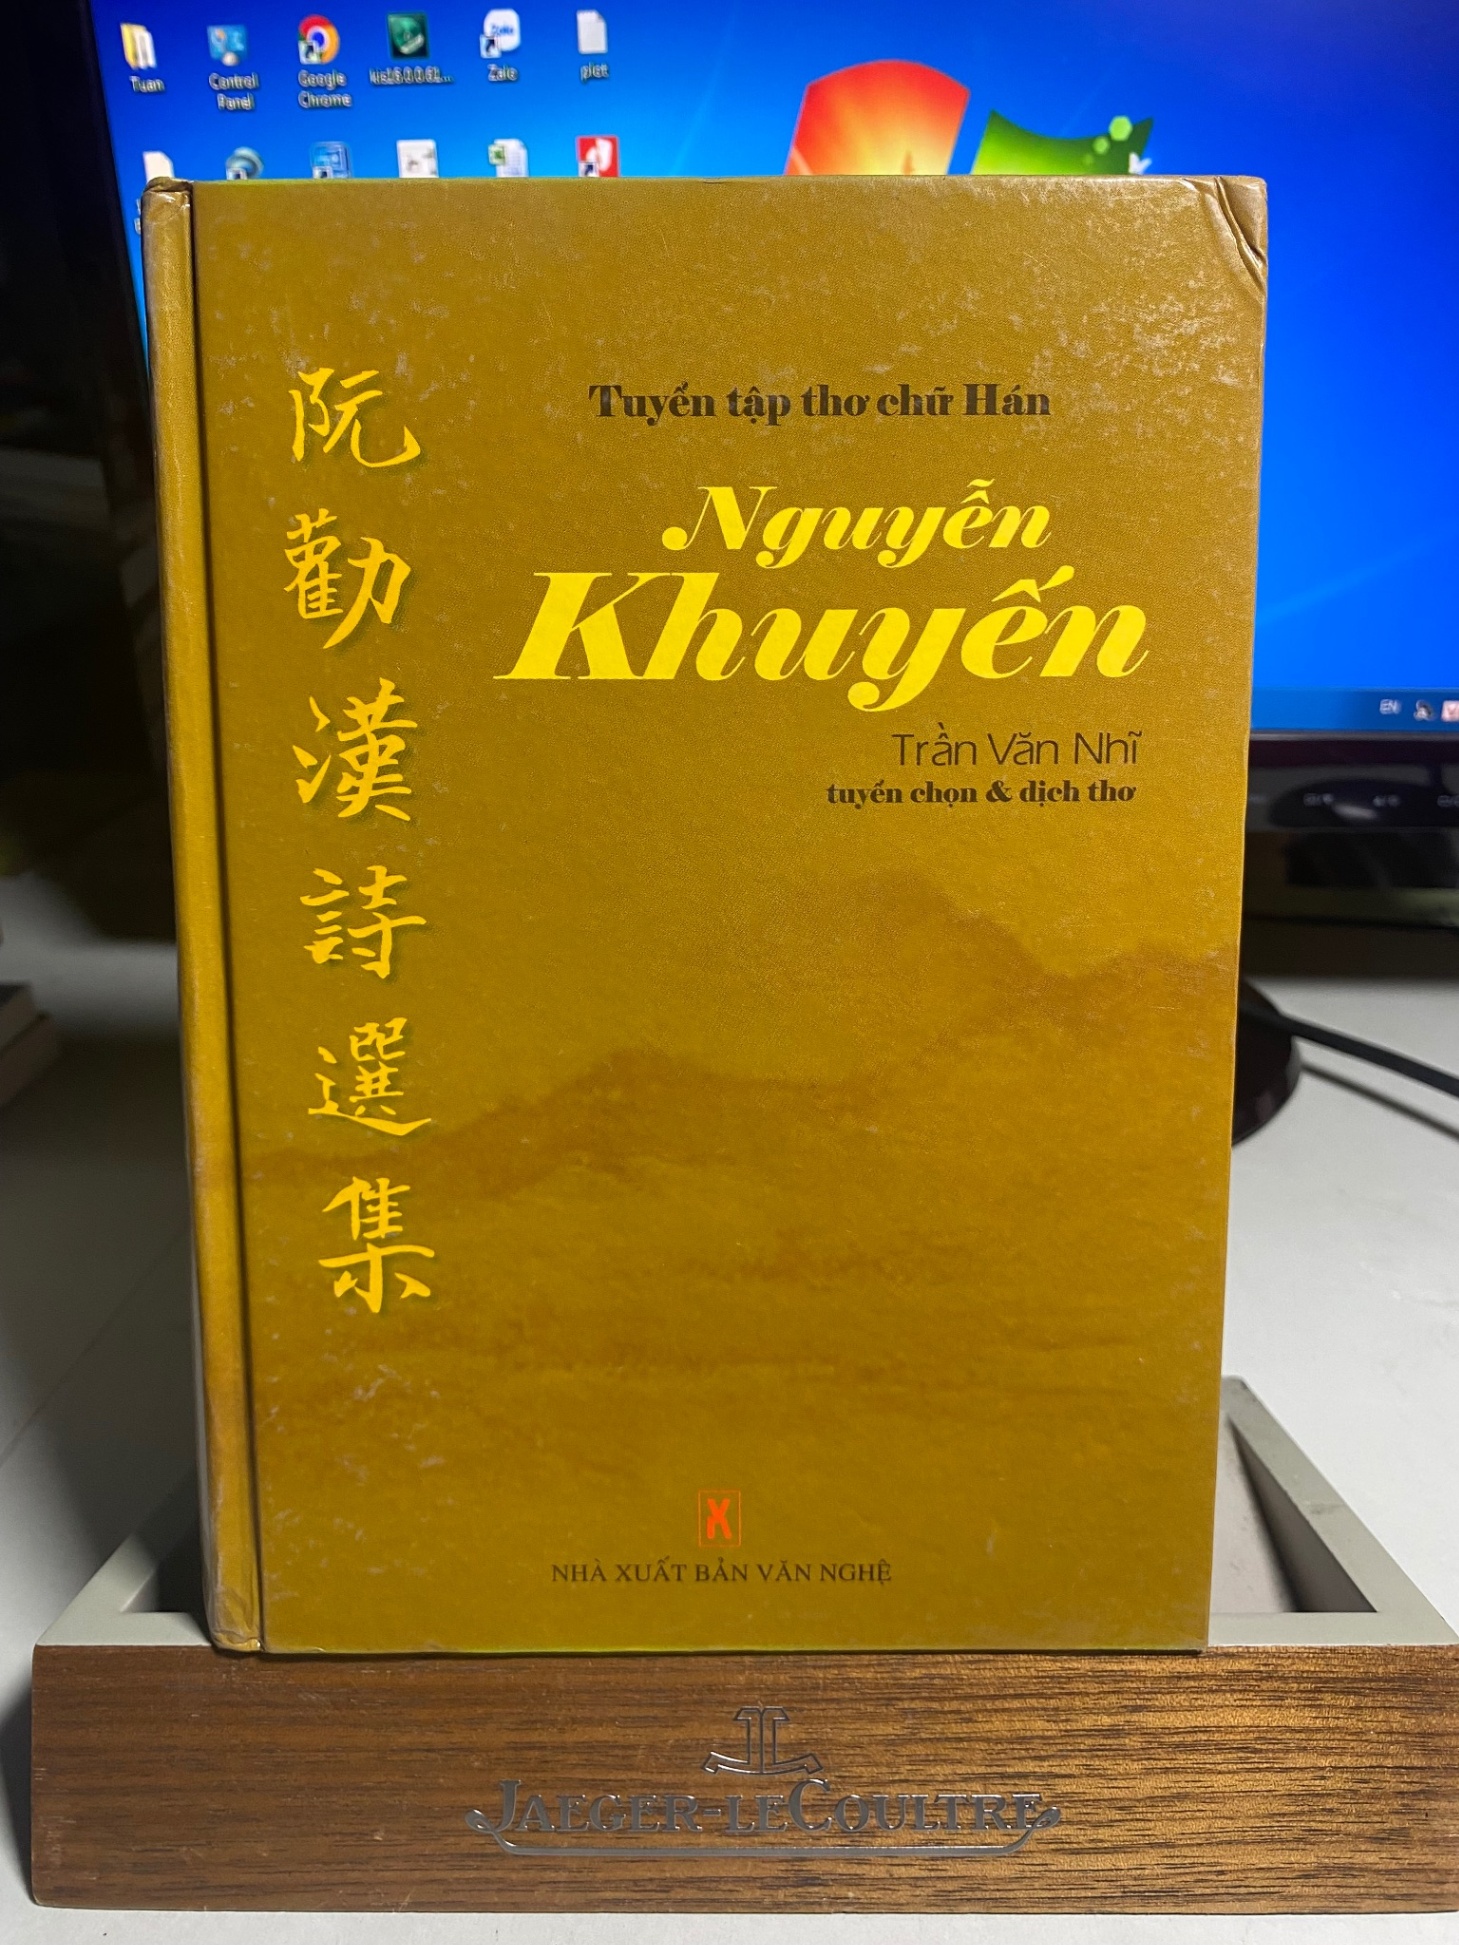 Tuan
Control Panel
Google Chrome
Zalo
阮勸漢詩選集
Tuyển tập thơ chữ Hán
Nguyễn
Khuyến
Trần Văn Nhĩ
tuyển chọn & dịch thơ
NHÀ XUẤT BẢN VĂN NGHỆ
EN
JAEGER-LECOULTRE